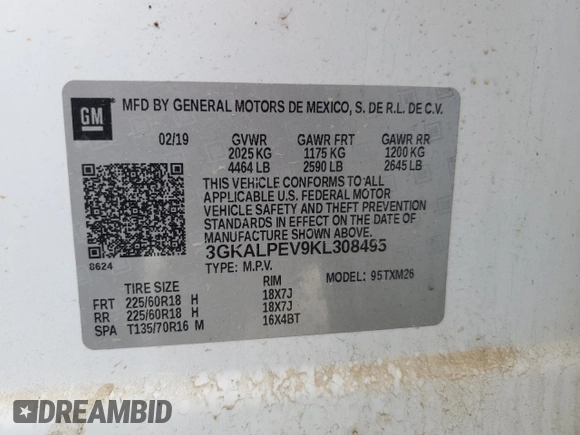 GM
MFD BY GENERAL MOTORS DE MEXICO, S. DE R.L. DE C.V.
02/19 GVWR GAWR FRT GAWR RR
2025 KG 1175 KG 1200 KG
4464 LB 2590 LB 2645 LB
THIS VEHICLE CONFORMS TO ALL
APPLICABLE U.S. FEDERAL MOTOR
VEHICLE SAFETY AND THEFT PREVENTION
STANDARDS IN EFFECT ON THE DATE OF
MANUFACTURE SHOWN ABOVE.
3GKALPEV9KL308495
8624 TYPE: M.P.V. MODEL: 95TXM26
TIRE SIZE RIM
FRT 225/60R18 H 18X7J
RR 225/60R18 H 18X7J
SPA T135/70R16 M 16X4BT
DREAMBID